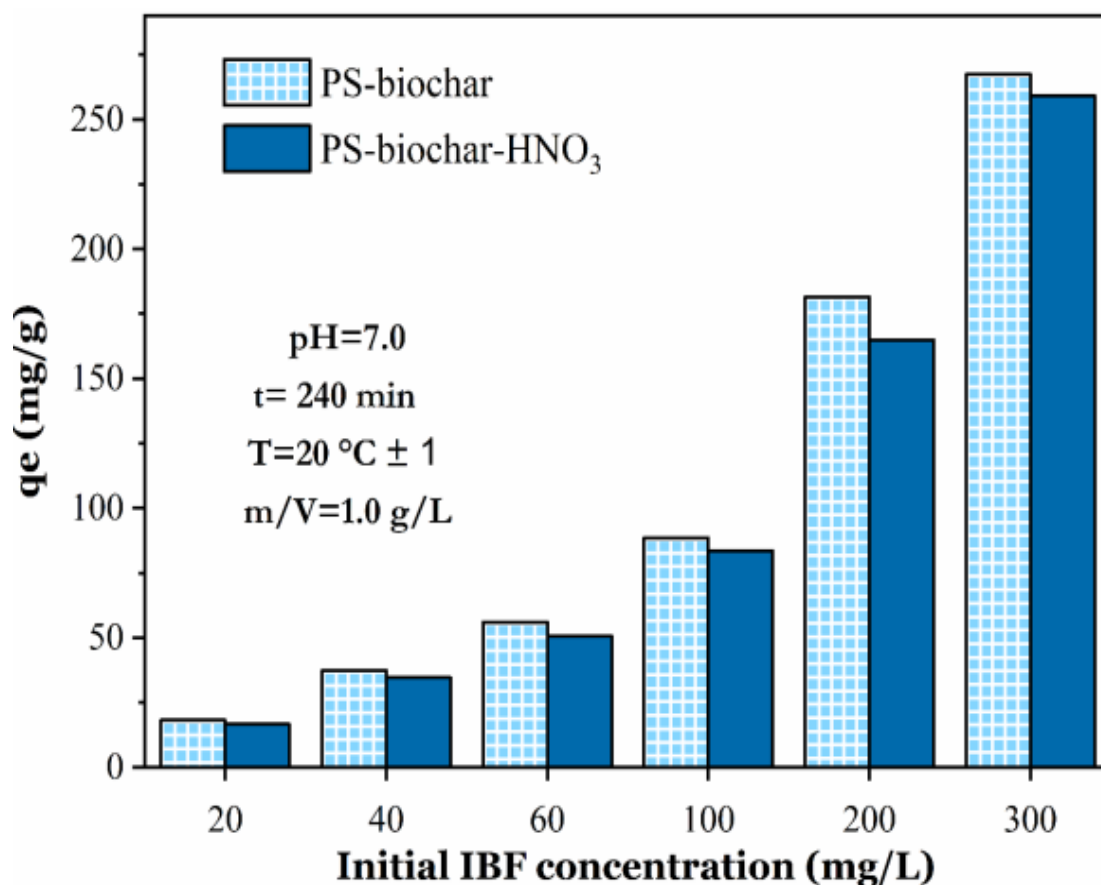 PS-biochar
PS-biochar-HNO₃
250
200
150
100
50
0
qe (mg/g)
pH=7.0
t= 240 min
T=20 °C ± 1
m/V=1.0 g/L
20 40 60 100 200 300
Initial IBF concentration (mg/L)